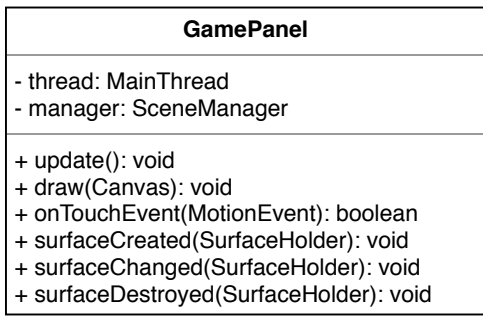 GamePanel
- thread: MainThread
- manager: SceneManager
+ update(): void
+ draw(Canvas): void
+ onTouchEvent(MotionEvent): boolean
+ surfaceCreated(SurfaceHolder): void
+ surfaceChanged(SurfaceHolder): void
+ surfaceDestroyed(SurfaceHolder): void